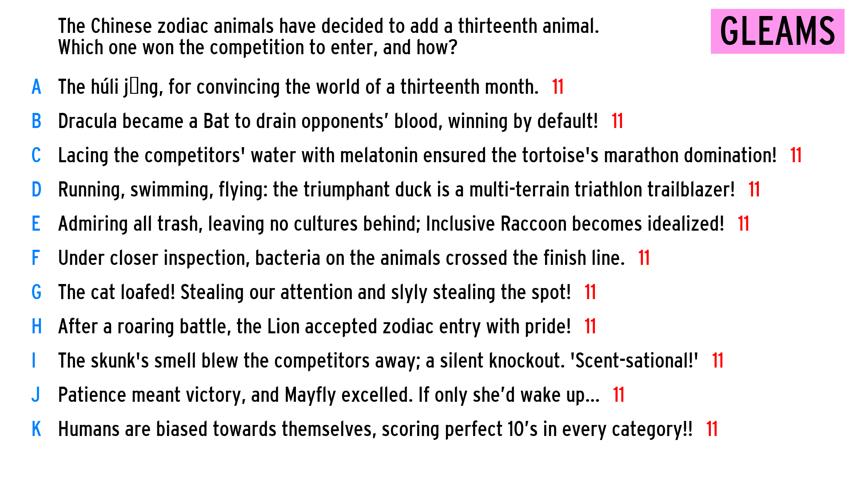 The Chinese zodiac animals have decided to add a thirteenth animal.
Which one won the competition to enter, and how?
GLEAMS
A The húli j▯ng, for convincing the world of a thirteenth month. 11
B Dracula became a Bat to drain opponents’ blood, winning by default! 11
C Lacing the competitors' water with melatonin ensured the tortoise's marathon domination! 11
D Running, swimming, flying: the triumphant duck is a multi-terrain triathlon trailblazer! 11
E Admiring all trash, leaving no cultures behind; Inclusive Raccoon becomes idealized! 11
F Under closer inspection, bacteria on the animals crossed the finish line. 11
G The cat loafed! Stealing our attention and slyly stealing the spot! 11
H After a roaring battle, the Lion accepted zodiac entry with pride! 11
I The skunk's smell blew the competitors away; a silent knockout. 'Scent-sational!' 11
J Patience meant victory, and Mayfly excelled. If only she’d wake up... 11
K Humans are biased towards themselves, scoring perfect 10’s in every category!! 11